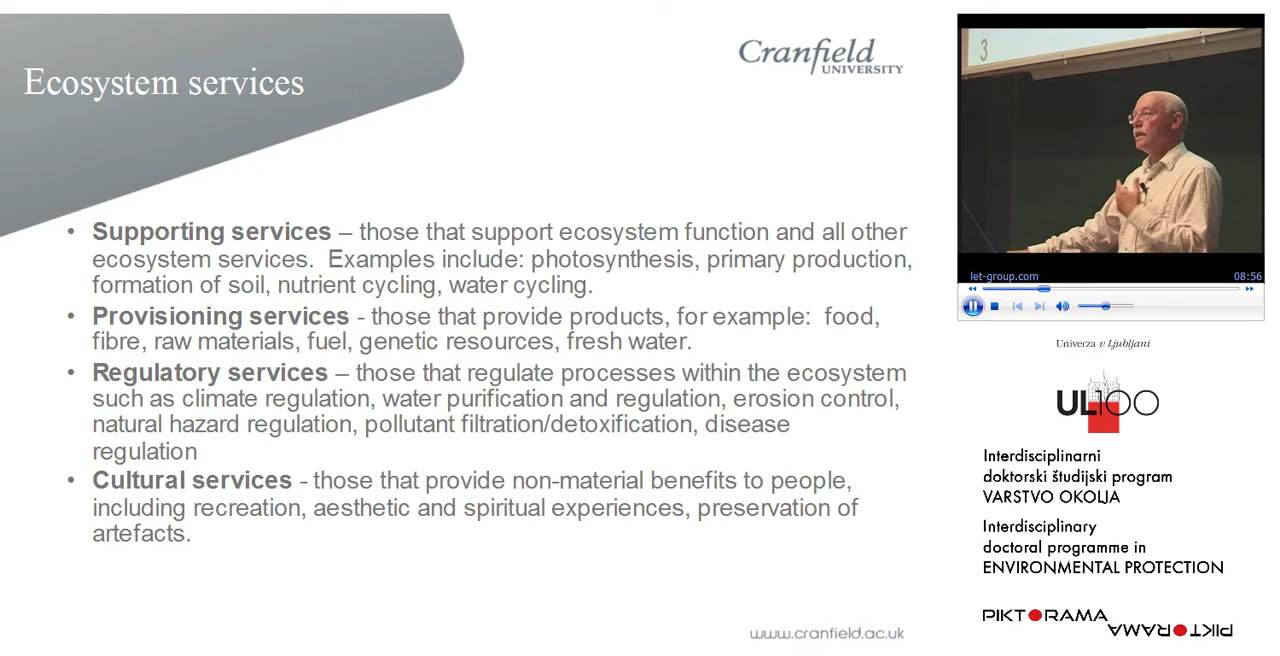 Ecosystem services
Cranfield
UNIVERSITY
• Supporting services – those that support ecosystem function and all other
ecosystem services. Examples include: photosynthesis, primary production,
formation of soil, nutrient cycling, water cycling.
• Provisioning services - those that provide products, for example: food,
fibre, raw materials, fuel, genetic resources, fresh water.
• Regulatory services – those that regulate processes within the ecosystem
such as climate regulation, water purification and regulation, erosion control,
natural hazard regulation, pollutant filtration/detoxification, disease
regulation
• Cultural services - those that provide non-material benefits to people,
including recreation, aesthetic and spiritual experiences, preservation of
artefacts.
www.cranfield.ac.uk
3
let-group.com 08:56
Univerza v Ljubljani
UL100
Interdisciplinarni
doktorski študijski program
VARSTVO OKOLJA
Interdisciplinary
doctoral programme in
ENVIRONMENTAL PROTECTION
PIKTORAMA
PIKTORAMA